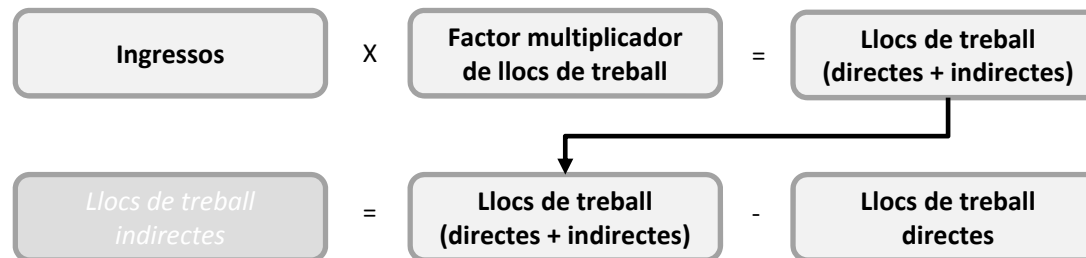 Ingressos X Factor multiplicador = Llocs de treball
de llocs de treball (directes + indirectes)
Llocs de treball = Llocs de treball - Llocs de treball
indirectes (directes + indirectes) directes